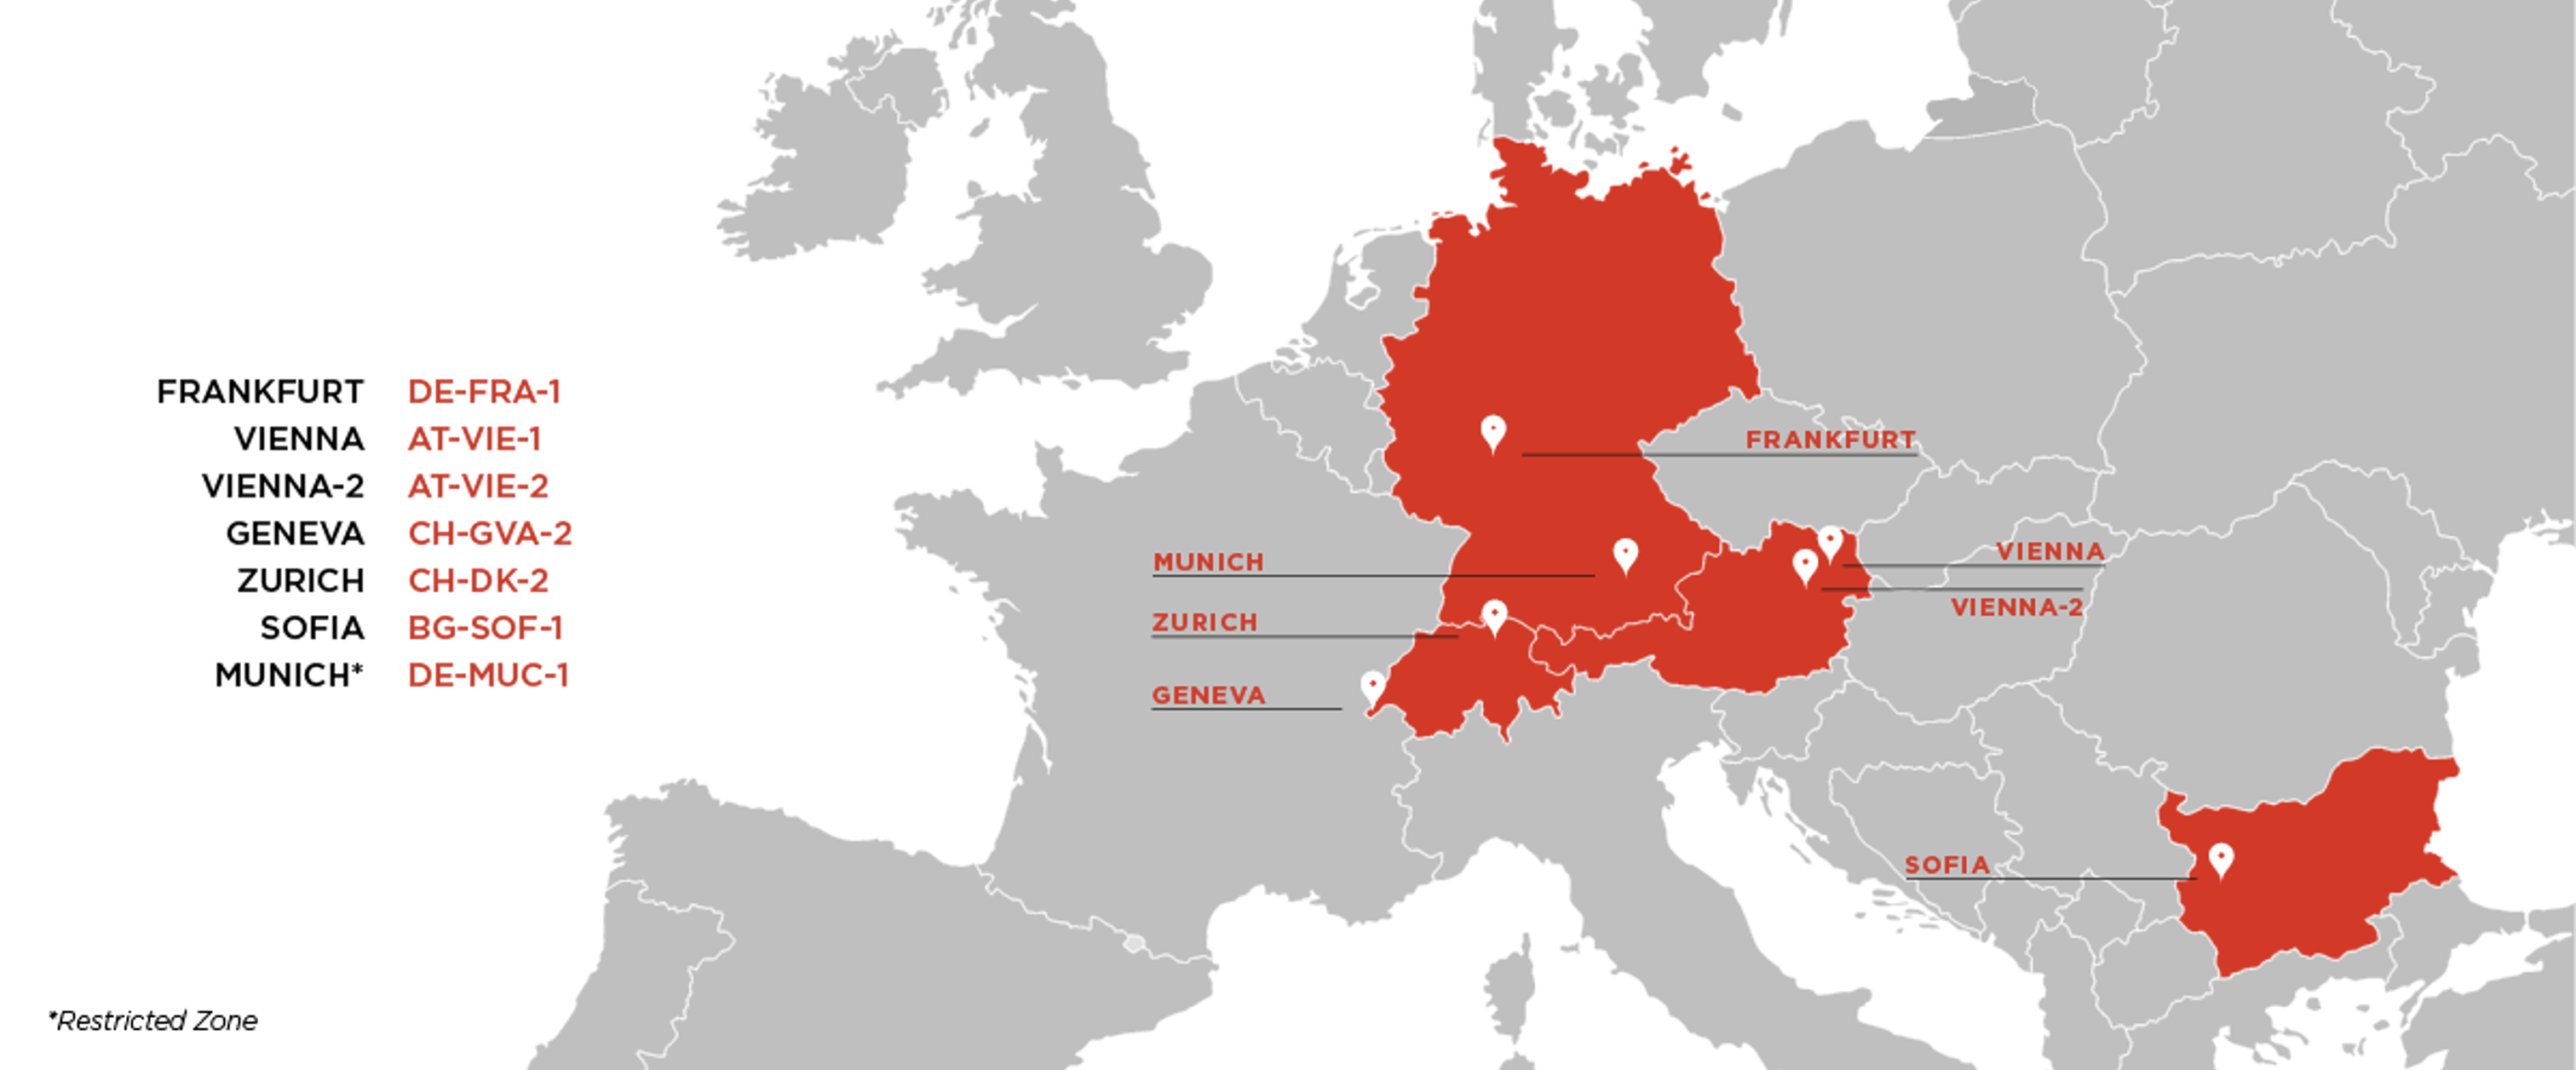 FRANKFURT DE-FRA-1
VIENNA AT-VIE-1
VIENNA-2 AT-VIE-2
GENEVA CH-GVA-2
ZURICH CH-DK-2
SOFIA BG-SOF-1
MUNICH* DE-MUC-1
*Restricted Zone
FRANKFURT
MUNICH
VIENNA
VIENNA-2
ZURICH
GENEVA
SOFIA